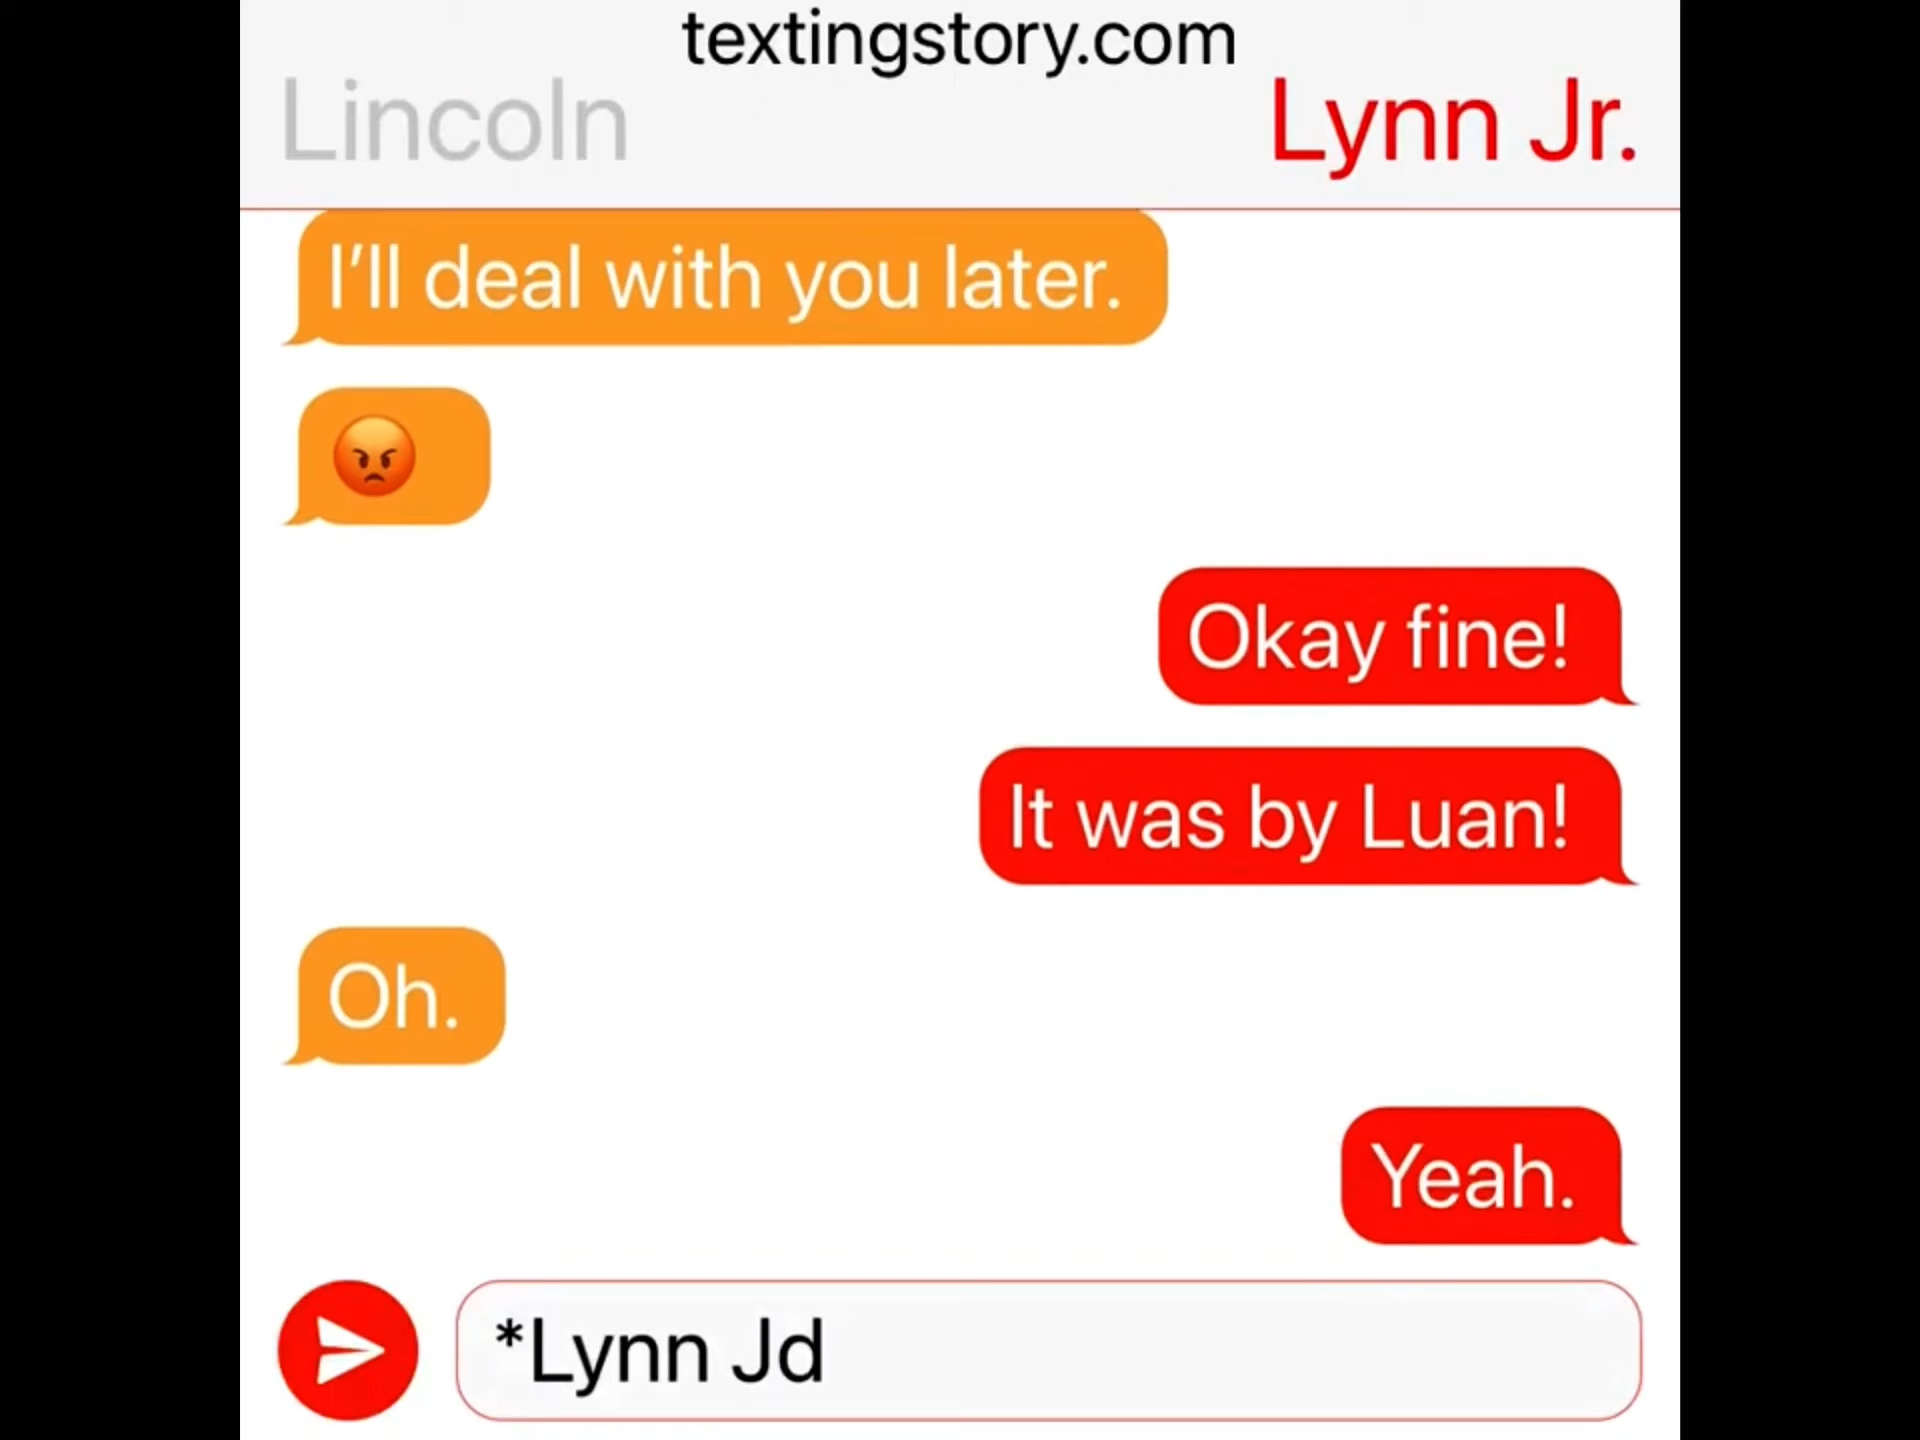 textingstory.com
Lincoln
Lynn Jr.
I’ll deal with you later.
😡
Okay fine!
It was by Luan!
Oh.
Yeah.
*Lynn Jd